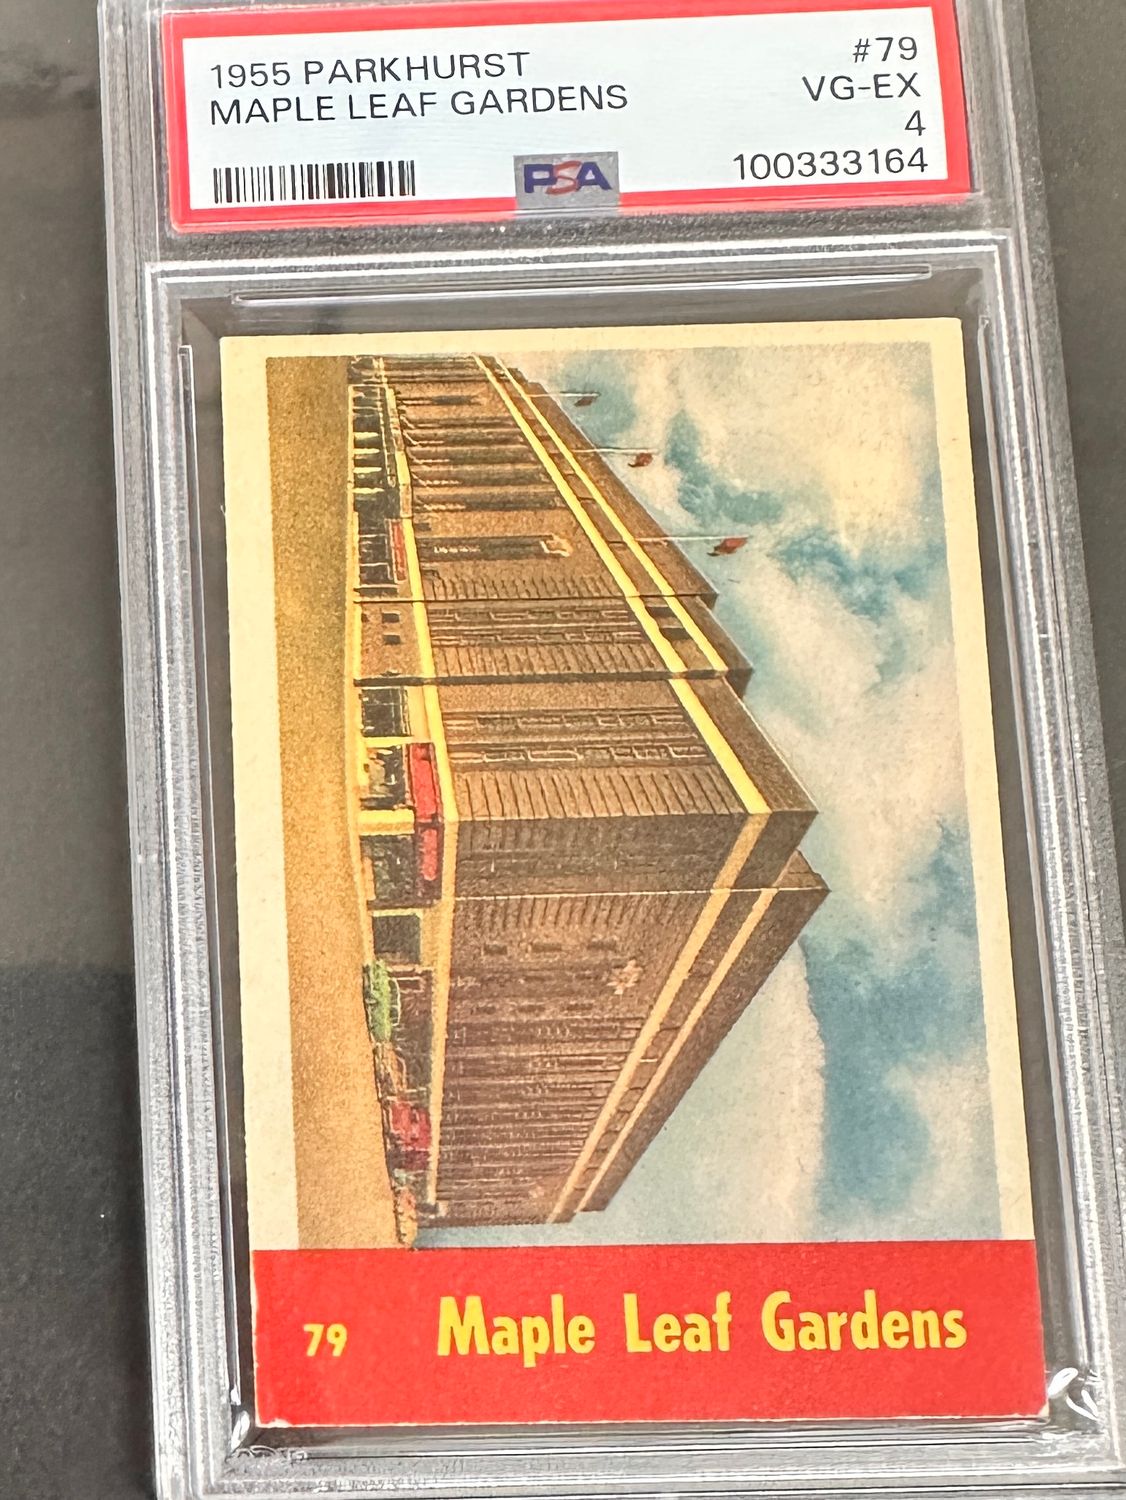 1955 PARKHURST #79
MAPLE LEAF GARDENS VG-EX
4
PSA 100333164
79 Maple Leaf Gardens